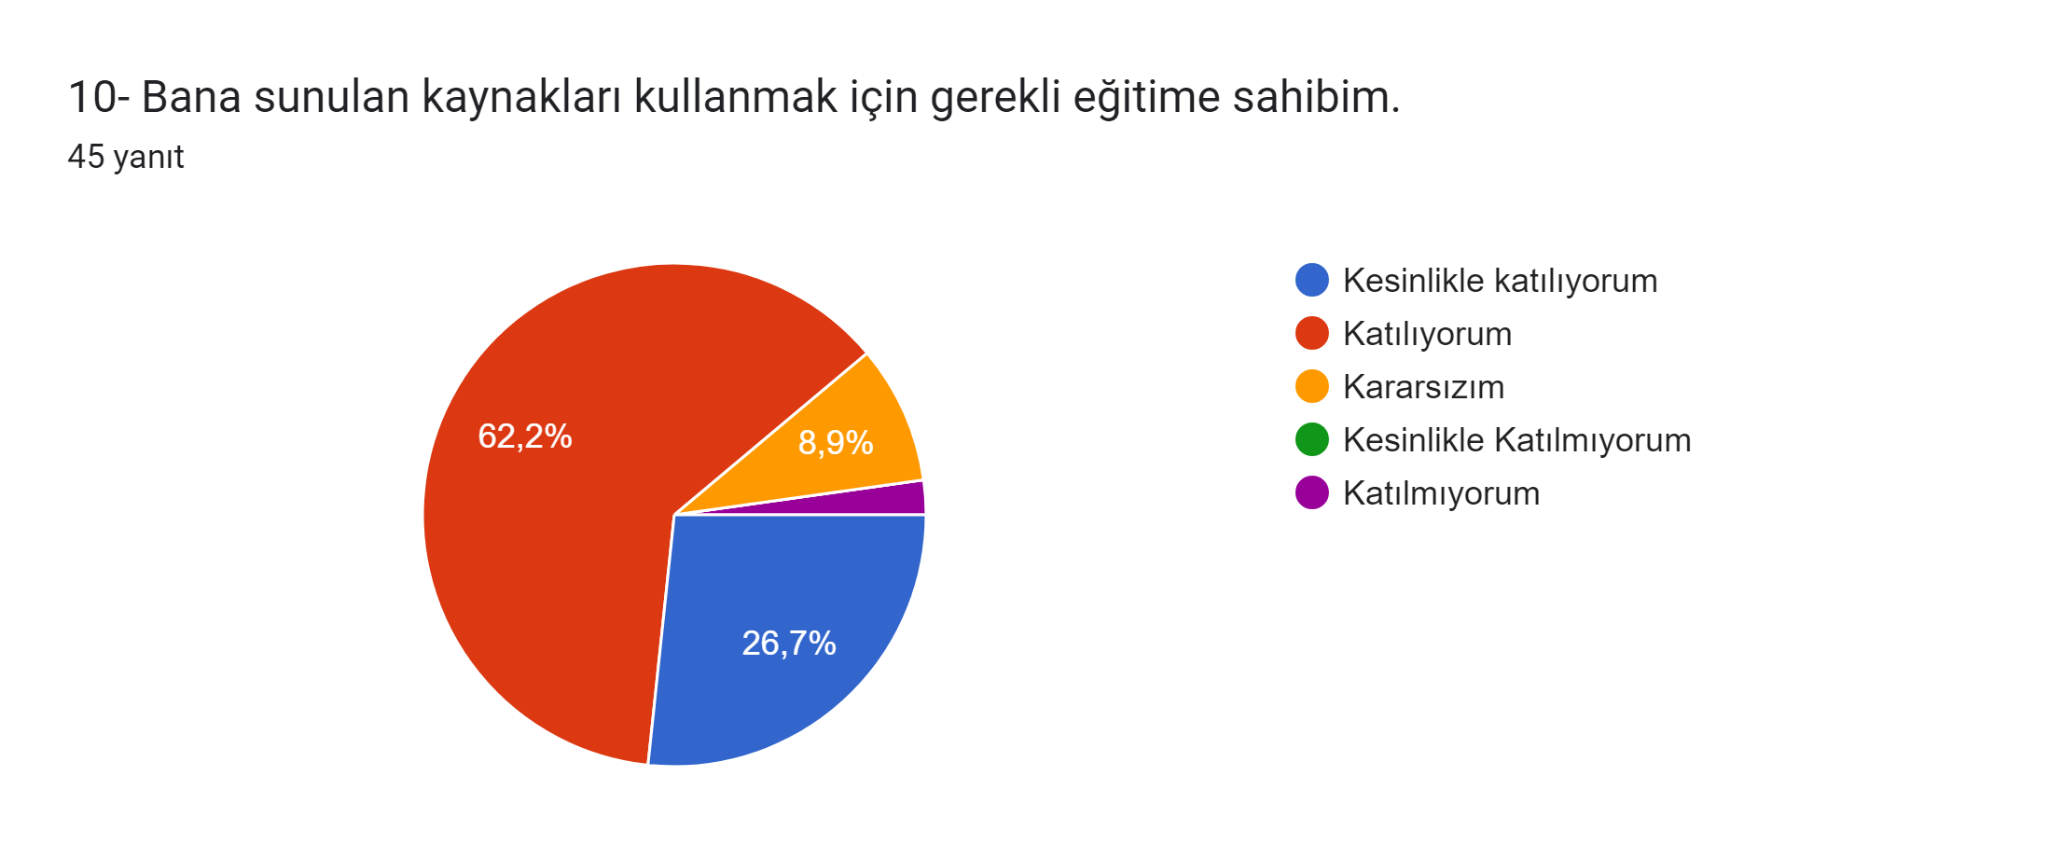 10- Bana sunulan kaynakları kullanmak için gerekli eğitime sahibim.
45 yanıt
62,2%
8,9%
26,7%
Kesinlikle katılıyorum
Katılıyorum
Kararsızım
Kesinlikle Katılmıyorum
Katılmıyorum